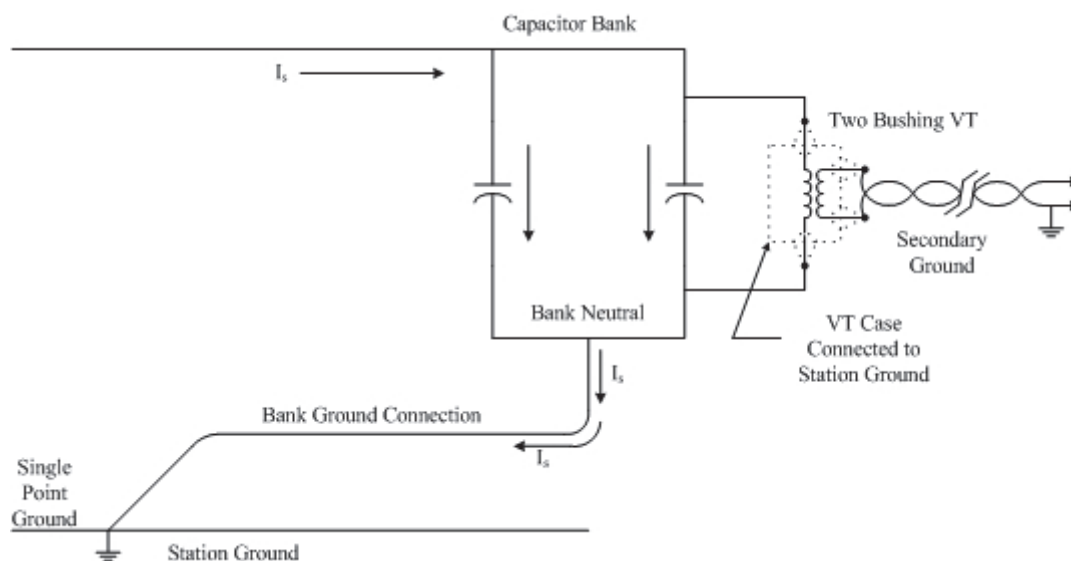 Capacitor Bank
Is
Two Bushing VT
Secondary
Ground
Bank Neutral
VT Case
Connected to
Station Ground
Is
Bank Ground Connection
Is
Single
Point
Ground
Station Ground